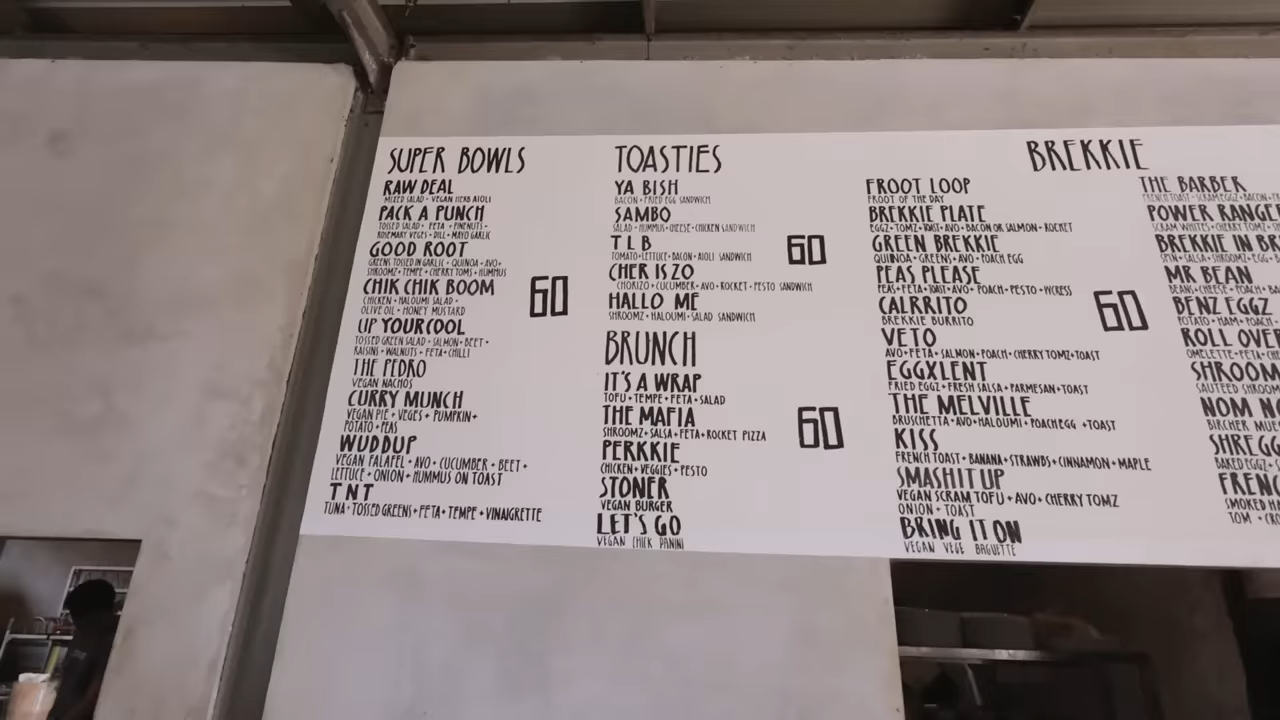 SUPER BOWLS
RAW DEAL
MIXED SALAD + VEGAN HERB AIOLI
PACK A PUNCH
TOSSED SALAD + FETA + PINENUTS +
ROSEMARY VEGES + DILL + MAYO GARLIC
GOOD ROOT
GREENS TOSSED IN GARLIC + QUINOA + AVO +
SHROOMZ + TEMPE + CHERRY TOMS + HUMMUS
CHIK CHIK BOOM
CHICKEN + HALOUMI SALAD +
OLIVE OIL + HONEY MUSTARD
60
UP YOUR COOL
TOSSED GREEN SALAD + SALMON + BEET +
RAISINS + WALNUTS + FETA + CHILLI
THE PEDRO
VEGAN NACHOS
CURRY MUNCH
VEGAN PIE + VEGES + PUMPKIN +
POTATO + PEAS
WUDDUP
VEGAN FALAFEL + AVO + CUCUMBER + BEET +
LETTUCE + ONION + HUMMUS ON TOAST
TNT
TUNA + TOSSED GREENS + FETA + TEMPE + VINAIGRETTE
TOASTIES
YA BISH
BACON + FRIED EGG SANDWICH
SAMBO
SALAD + HUMMUS + CHEESE + CHICKEN SANDWICH
TLB
TOMATO + LETTUCE + BACON + AIOLI SANDWICH
60
CHER IS ZO
CHORIZO + CUCUMBER + AVO + ROCKET + PESTO SANDWICH
HALLO ME
SHROOMZ + HALOUMI + SALAD SANDWICH
BRUNCH
IT'S A WRAP
TOFU + TEMPE + FETA + SALAD
THE MAFIA
SHROOMZ + SALSA + FETA + ROCKET PIZZA
60
PERKKIE
CHICKEN + VEGGIES + PESTO
STONER
VEGAN BURGER
LET'S GO
VEGAN CHICK PANINI
BREKKIE
FROOT LOOP
FROOT OF THE DAY
BREKKIE PLATE
EGGZ + TOMZ + TOAST + AVO + BACON OR SALMON + ROCKET
GREEN BREKKIE
QUINOA + GREENS + AVO + POACH EGG
PEAS PLEASE
PEAS + FETA + TOAST + AVO + POACH + PESTO + W/CRESS
CALRRITO
BREKKIE BURRITO
60
VETO
AVO + FETA + SALMON + POACH + CHERRY TOMZ + TOAST
EGGXLENT
FRIED EGGZ + FRESH SALSA + PARMESAN + TOAST
THE MELVILLE
BRUSCHETTA + AVO + HALOUMI + POACH EGG + TOAST
KISS
FRENCH TOAST + BANANA + STRAWBS + CINNAMON + MAPLE
SMASH IT UP
VEGAN SCRAM TOFU + AVO + CHERRY TOMZ
ONION + TOAST
BRING IT ON
VEGAN VEGE BAGUETTE
THE BARBER
FRENCH TOAST + SCRAM EGGZ + BACON +
POWER RANGE
SCRAM WHITES + CHERRY TOMZ +
BREKKIE IN BR
SPIN + SALSA + SHROOMZ + EGG +
MR BEAN
BEANS + CHEESE + POACH +
BENZ EGGZ
POTATO + HAM + POACH +
ROLL OVER
OMELETTE + FETA +
SHROOM
SAUTEED SHROOM
NOM NO
BIRCHER MUES
SHREGG
BAKED EGGZ +
FRENC
SMOKED H
TOM + CRO